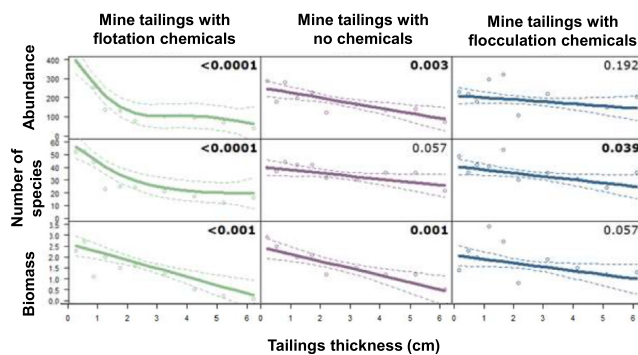 Mine tailings with
flotation chemicals
Mine tailings with
no chemicals
Mine tailings with
flocculation chemicals
Abundance
400
300
200
100
0
<0.0001
0.003
0.192
Number of
species
60
50
40
30
20
10
0
<0.0001
0.057
0.039
Biomass
3.5
3.0
2.5
2.0
1.5
1.0
0.5
0.0
<0.001
0.001
0.057
0 1 2 3 4 5 6
0 1 2 3 4 5 6
0 1 2 3 4 5 6
Tailings thickness (cm)